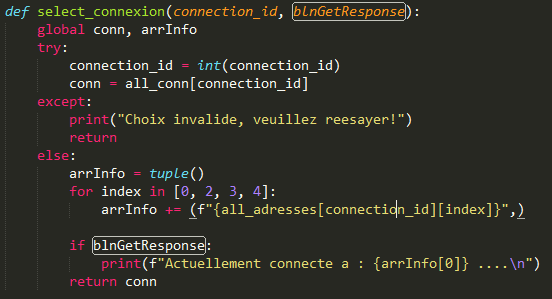 def select_connexion(connection_id, blnGetResponse):
    global conn, arrInfo
    try:
        connection_id = int(connection_id)
        conn = all_conn[connection_id]
    except:
        print("Choix invalide, veuillez reesayer!")
        return
    else:
        arrInfo = tuple()
        for index in [0, 2, 3, 4]:
            arrInfo += (f"{all_adresses[connection_id][index]}",)

        if blnGetResponse:
            print(f"Actuellement connecte a : {arrInfo[0]} ....\n")
        return conn